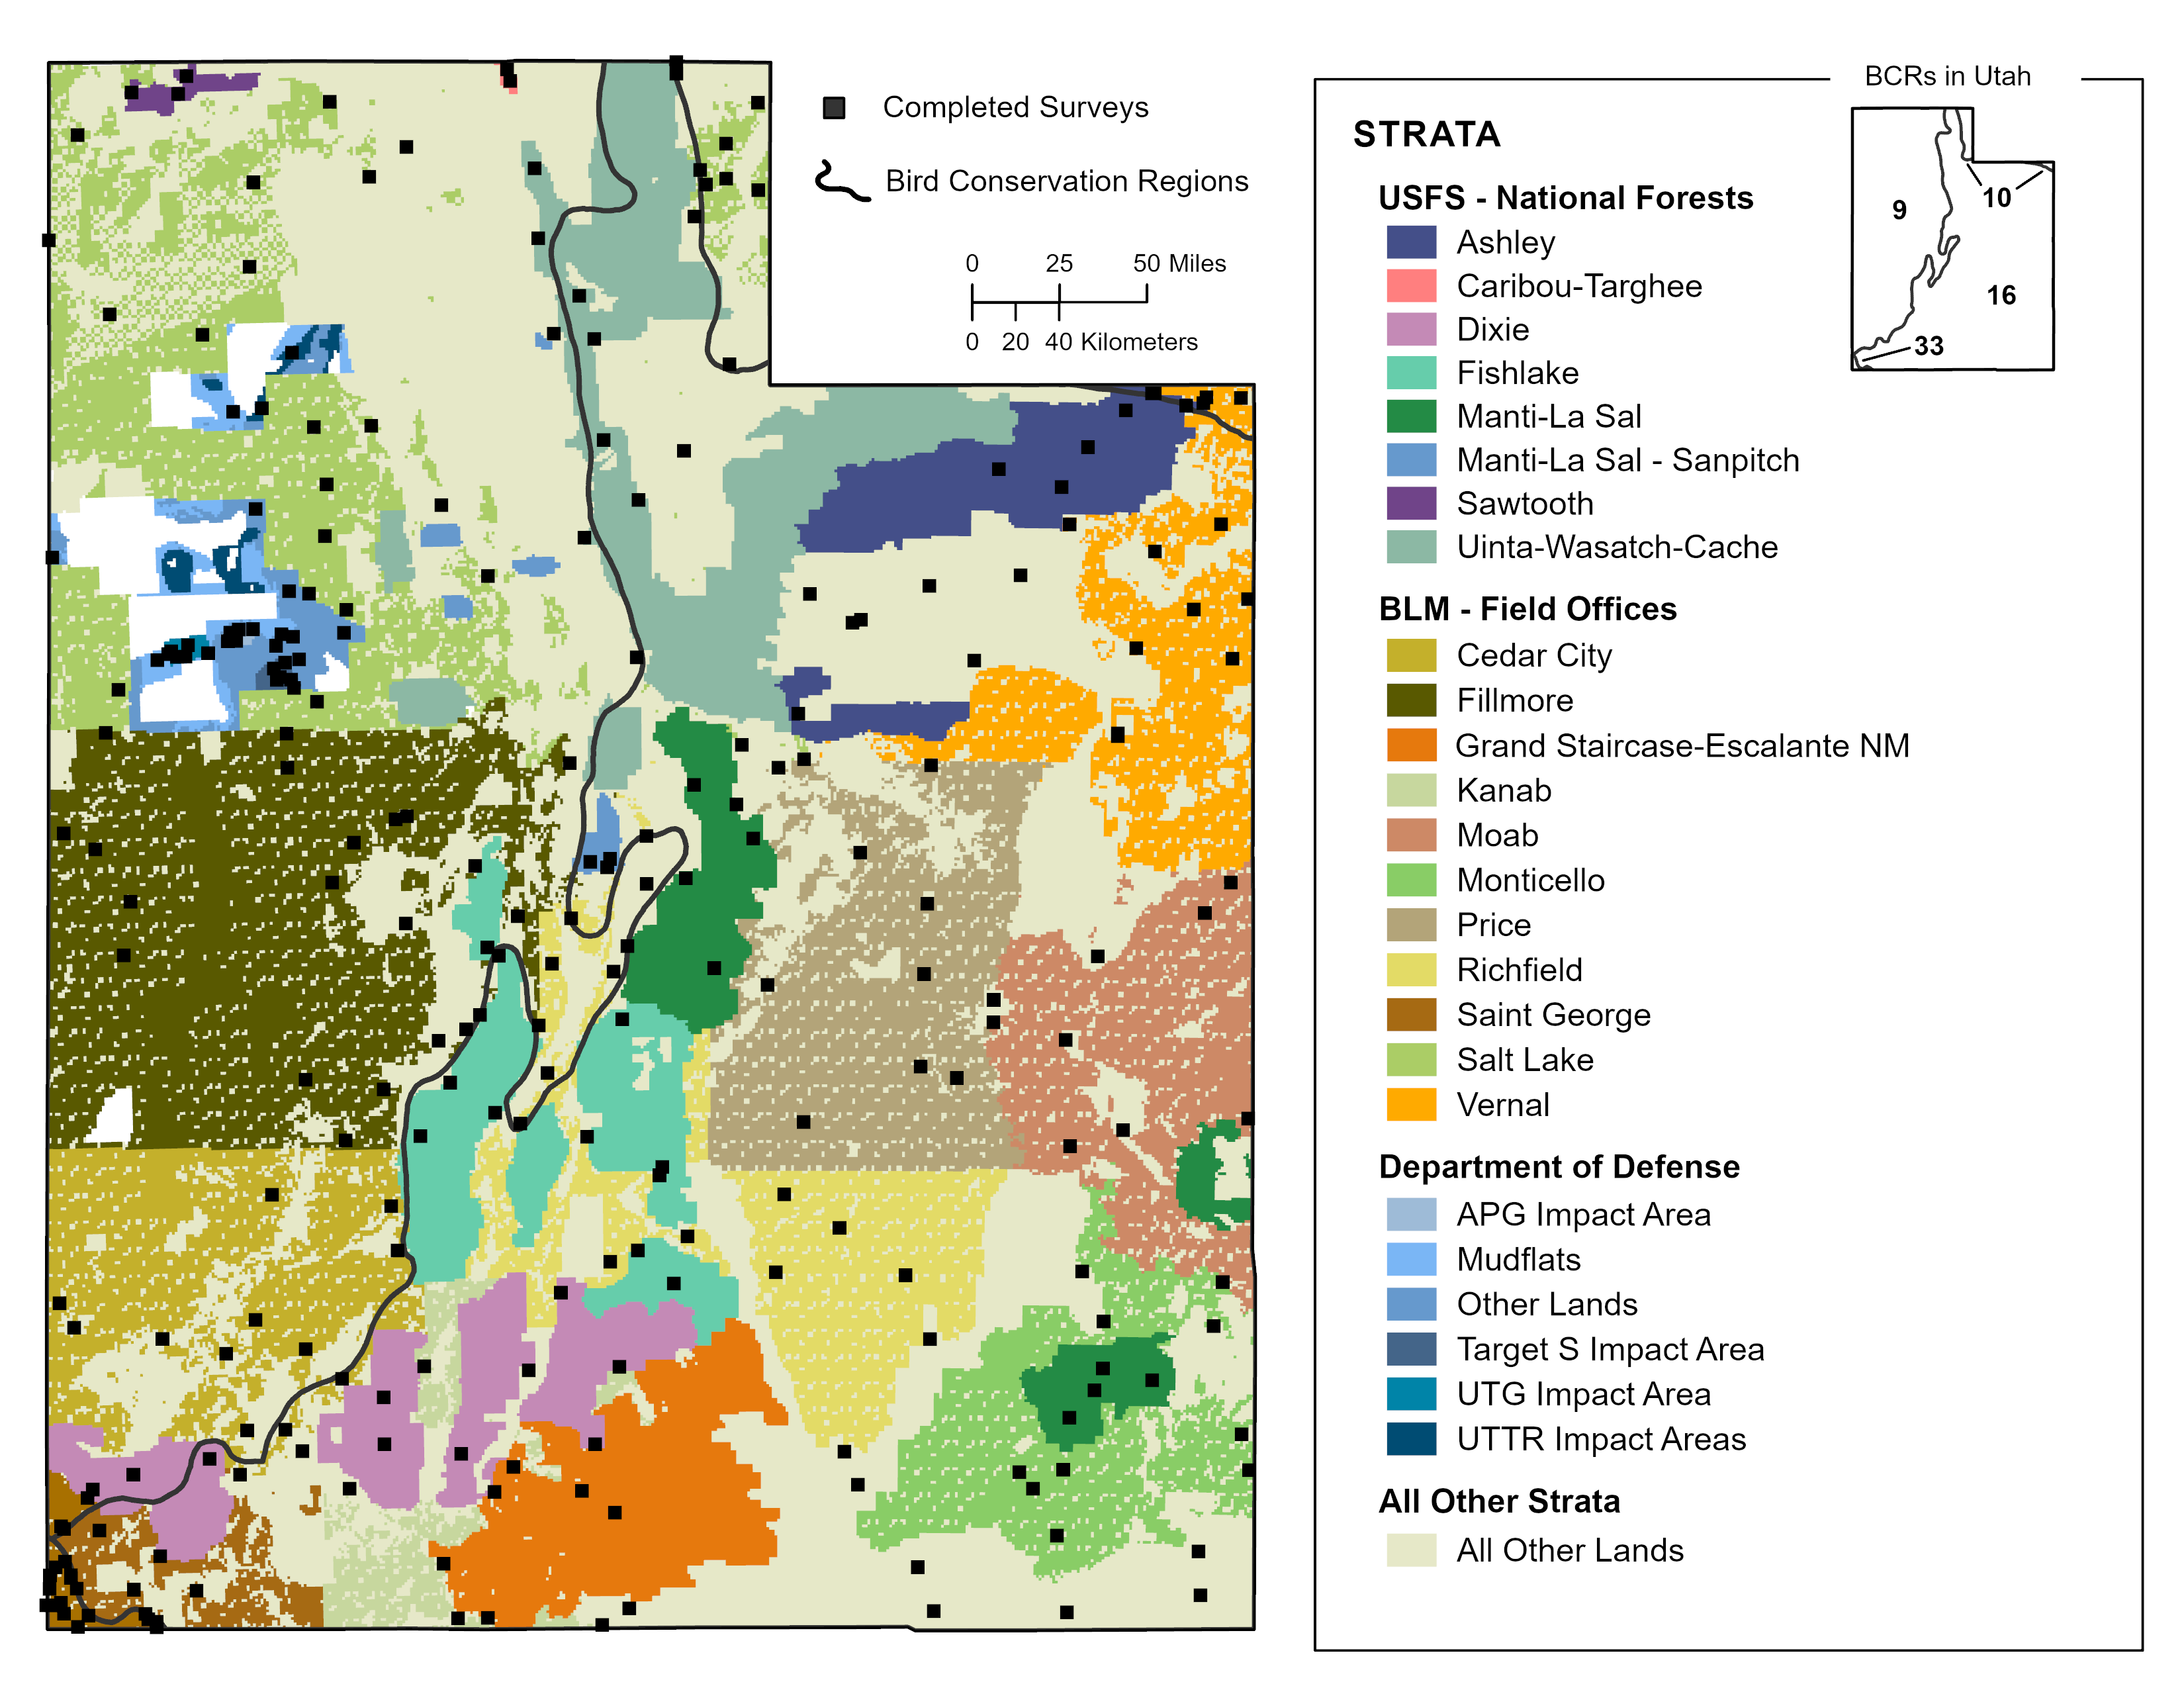 Completed Surveys
Bird Conservation Regions
0 25 50 Miles
0 20 40 Kilometers
BCRs in Utah
9
10
16
33
STRATA
USFS - National Forests
Ashley
Caribou-Targhee
Dixie
Fishlake
Manti-La Sal
Manti-La Sal - Sanpitch
Sawtooth
Uinta-Wasatch-Cache
BLM - Field Offices
Cedar City
Fillmore
Grand Staircase-Escalante NM
Kanab
Moab
Monticello
Price
Richfield
Saint George
Salt Lake
Vernal
Department of Defense
APG Impact Area
Mudflats
Other Lands
Target S Impact Area
UTG Impact Area
UTTR Impact Areas
All Other Strata
All Other Lands